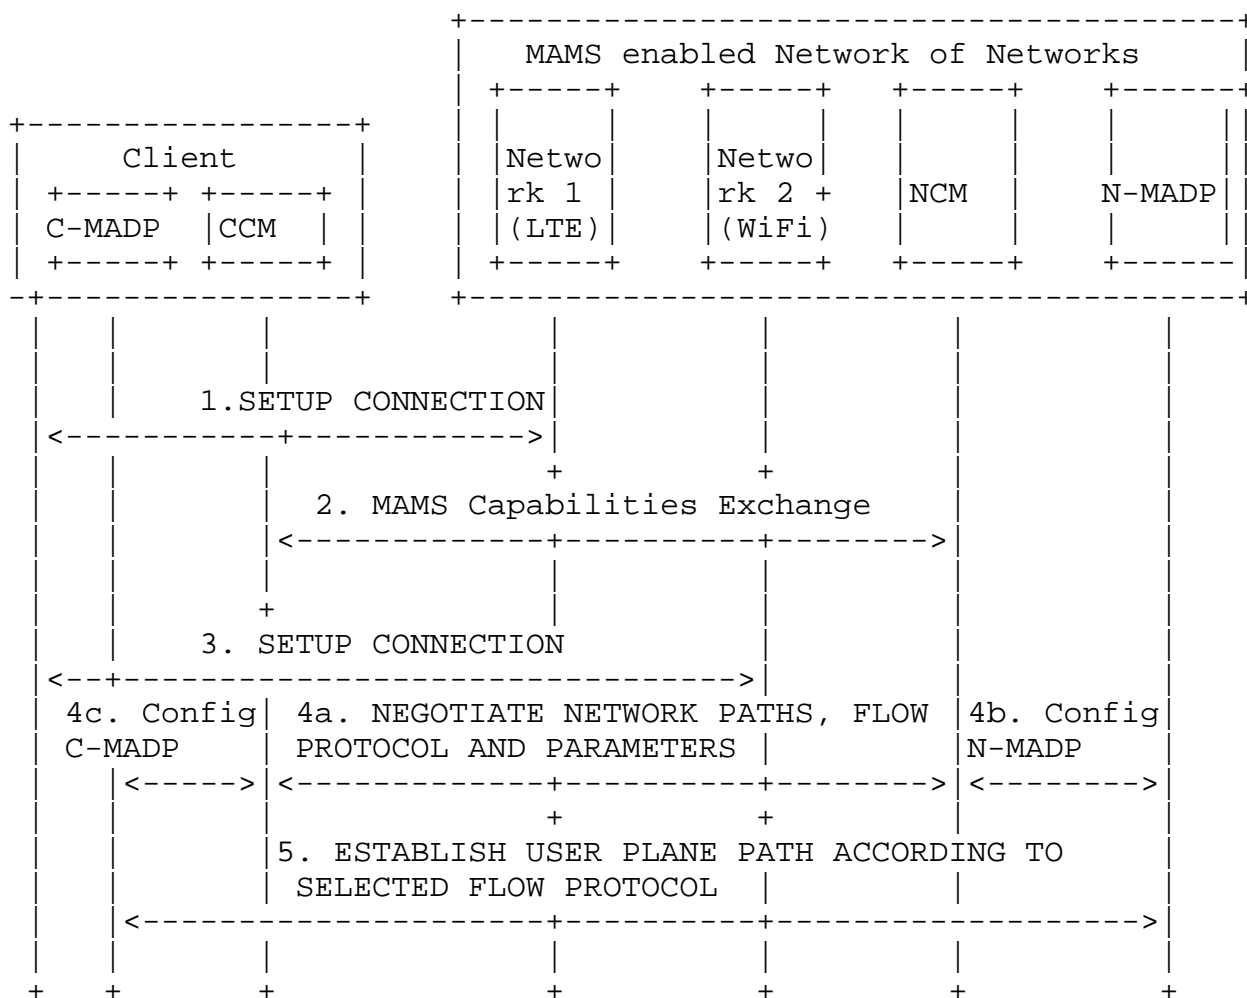 MAMS enabled Network of Networks
Client
Netwo Netwo
rk 1 rk 2 + NCM N-MADP
C-MADP CCM (LTE) (WiFi)
1.SETUP CONNECTION
2. MAMS Capabilities Exchange
3. SETUP CONNECTION
4c. Config 4a. NEGOTIATE NETWORK PATHS, FLOW 4b. Config
C-MADP PROTOCOL AND PARAMETERS N-MADP
5. ESTABLISH USER PLANE PATH ACCORDING TO
SELECTED FLOW PROTOCOL